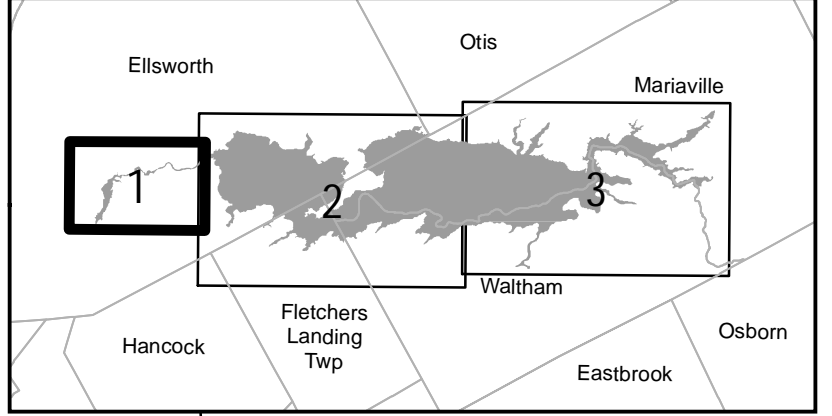 Otis
Ellsworth
Mariaville
1
2
3
Waltham
Fletchers
Landing
Twp
Hancock
Osborn
Eastbrook